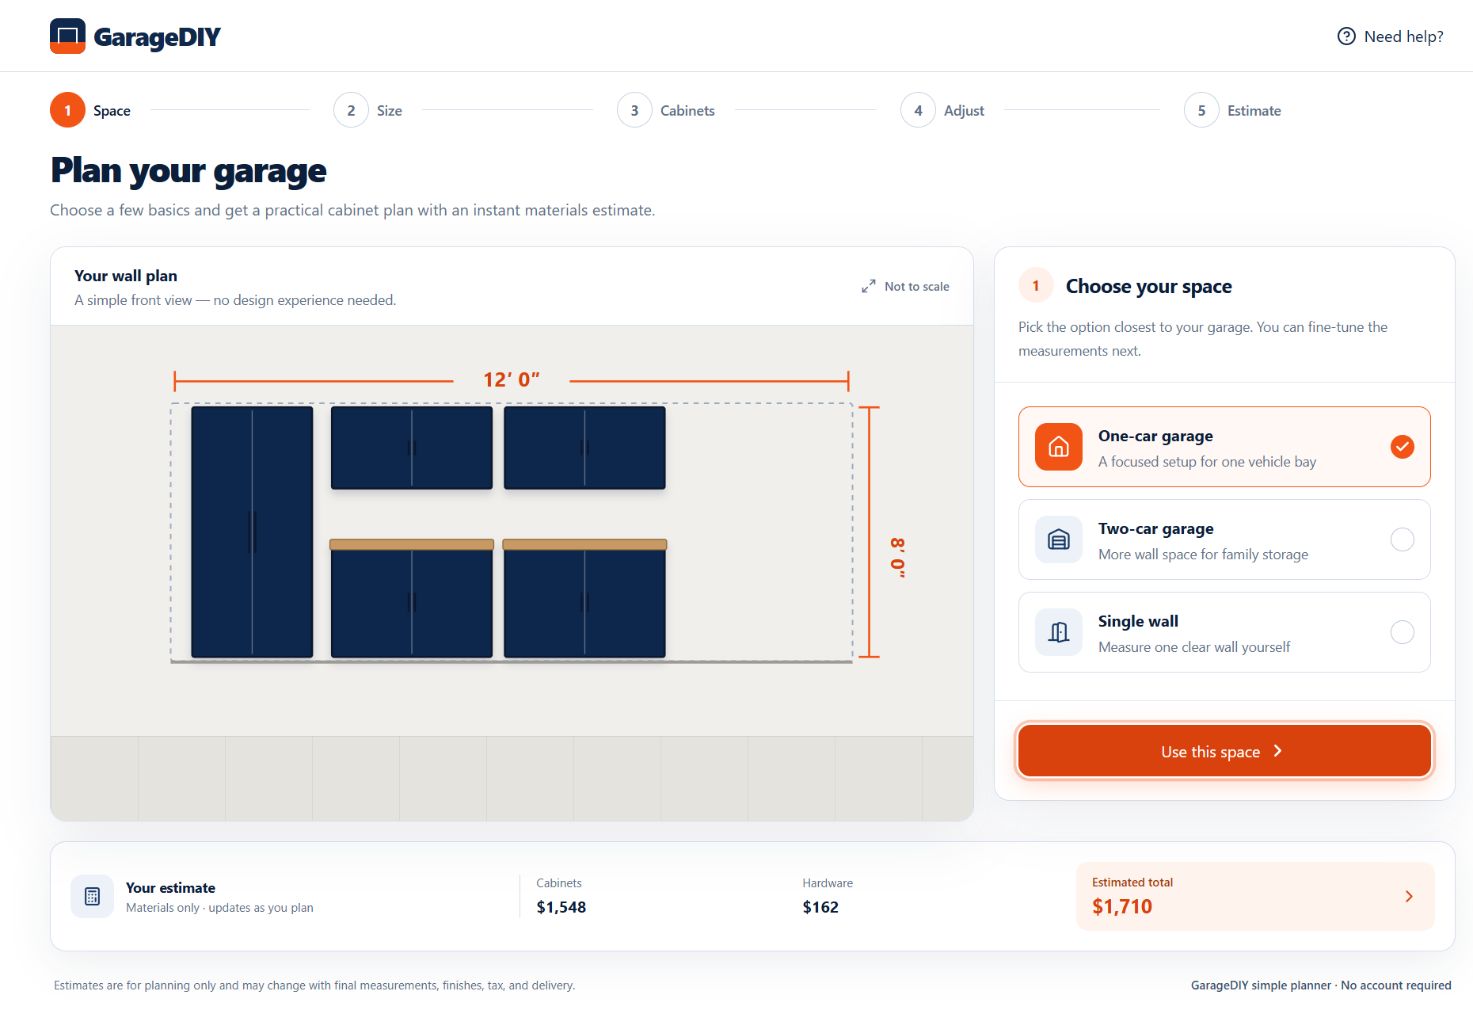 GarageDIY
Need help?
1 Space
2 Size
3 Cabinets
4 Adjust
5 Estimate
Plan your garage
Choose a few basics and get a practical cabinet plan with an instant materials estimate.
Your wall plan
A simple front view — no design experience needed.
Not to scale
12′ 0″
8′ 0″
1 Choose your space
Pick the option closest to your garage. You can fine-tune the
measurements next.
One-car garage
A focused setup for one vehicle bay
Two-car garage
More wall space for family storage
Single wall
Measure one clear wall yourself
Use this space
Your estimate
Materials only · updates as you plan
Cabinets
$1,548
Hardware
$162
Estimated total
$1,710
Estimates are for planning only and may change with final measurements, finishes, tax, and delivery.
GarageDIY simple planner · No account required